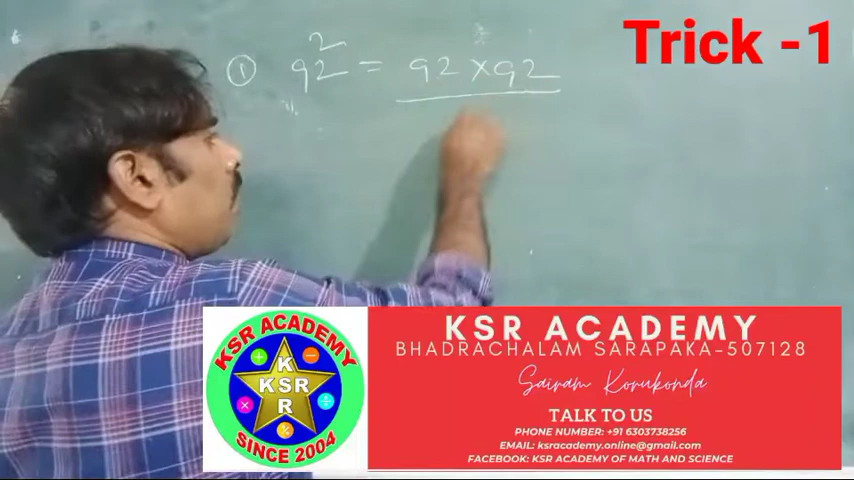 Trick -1
① 92² = 92 × 92
KSR ACADEMY
KSR
R
K
SINCE 2004
KSR ACADEMY
BHADRACHALAM SARAPAKA-507128
Sairam Korukonda
TALK TO US
PHONE NUMBER: +91 6303738256
EMAIL: ksracademy.online@gmail.com
FACEBOOK: KSR ACADEMY OF MATH AND SCIENCE